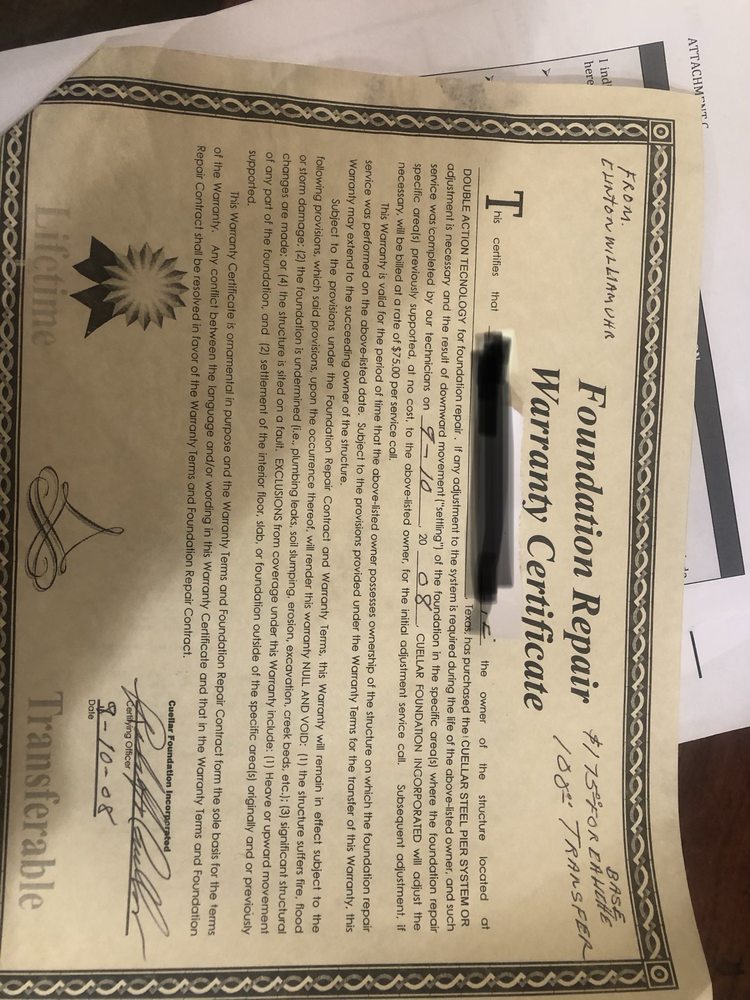 ATTACHMENT C
I ind
here
FROM.
CLINTON WILLIAM UHR
$175 FOR EAHUATE
BASE
100 TRANSFER
Foundation Repair
Warranty Certificate
This certifies that the owner of the structure located at
Texas, has purchased the CUELLAR STEEL PIER SYSTEM OR
DOUBLE ACTION TECNOLOGY for foundation repair. If any adjustment to the system is required during the life of the above-listed owner, and such
adjustment is necessary and the result of downward movement ("settling") of the foundation in the specific area(s) where the foundation repair
service was completed by our technicians on 9-10 20 08, CUELLAR FOUNDATION INCORPORATED will adjust the
specific area(s) previously supported, at no cost, to the above-listed owner, for the initial adjustment service call. Subsequent adjustment, if
necessary, will be billed at a rate of $75.00 per service call.
This Warranty is valid for the period of time that the above-listed owner possesses ownership of the structure on which the foundation repair
service was performed on the above-listed date. Subject to the provisions provided under the Warranty Terms for the transfer of this Warranty, this
Warranty may extend to the succeeding owner of the structure.
Subject to the provisions under the Foundation Repair Contract and Warranty Terms, this Warranty will remain in effect subject to the
following provisions, which said provisions, upon the occurrence thereof, will render this warranty NULL AND VOID: (1) the structure suffers fire, flood
or storm damage; (2) the foundation is undermined (i.e., plumbing leaks, soil slumping, erosion, excavation, creek beds, etc.); (3) significant structural
changes are made; or (4) the structure is sited on a fault. EXCLUSIONS from coverage under this Warranty include: (1) Heave or upward movement
of any part of the foundation, and (2) settlement of the interior floor, slab, or foundation outside of the specific area(s) originally and or previously
supported.
This Warranty Certificate is ornamental in purpose and the Warranty Terms and Foundation Repair Contract form the sole basis for the terms
of the Warranty. Any conflict between the language and/or wording in this Warranty Certificate and that in the Warranty Terms and Foundation
Repair Contract shall be resolved in favor of the Warranty Terms and Foundation Repair Contract.
Cuellar Foundation Incorporated
Certifying Officer
9-10-08
Date
Lifetime Transferable